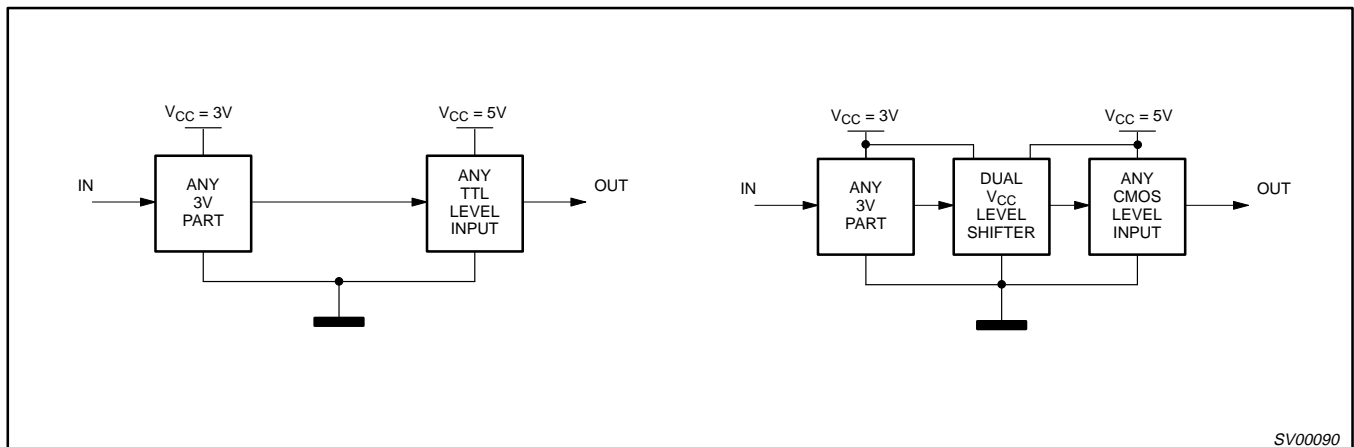 VCC = 3V
VCC = 5V
IN
ANY
3V
PART
ANY
TTL
LEVEL
INPUT
OUT
VCC = 3V
VCC = 5V
IN
ANY
3V
PART
DUAL
VCC
LEVEL
SHIFTER
ANY
CMOS
LEVEL
INPUT
OUT
SV00090